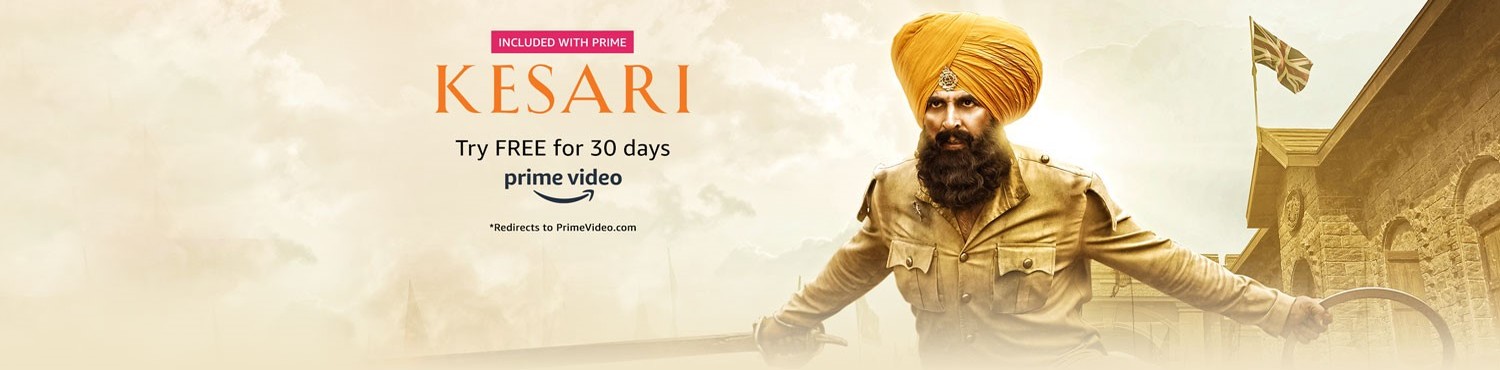 INCLUDED WITH PRIME
KESARI
Try FREE for 30 days
prime video
*Redirects to PrimeVideo.com